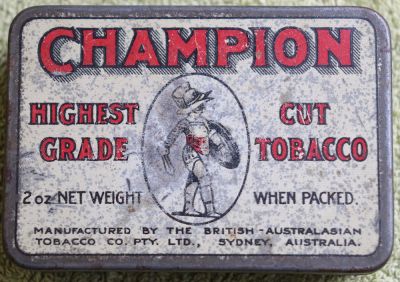 CHAMPION
HIGHEST GRADE
CUT TOBACCO
2 oz NET WEIGHT WHEN PACKED.
MANUFACTURED BY THE BRITISH - AUSTRALASIAN
TOBACCO CO. PTY. LTD., SYDNEY, AUSTRALIA.